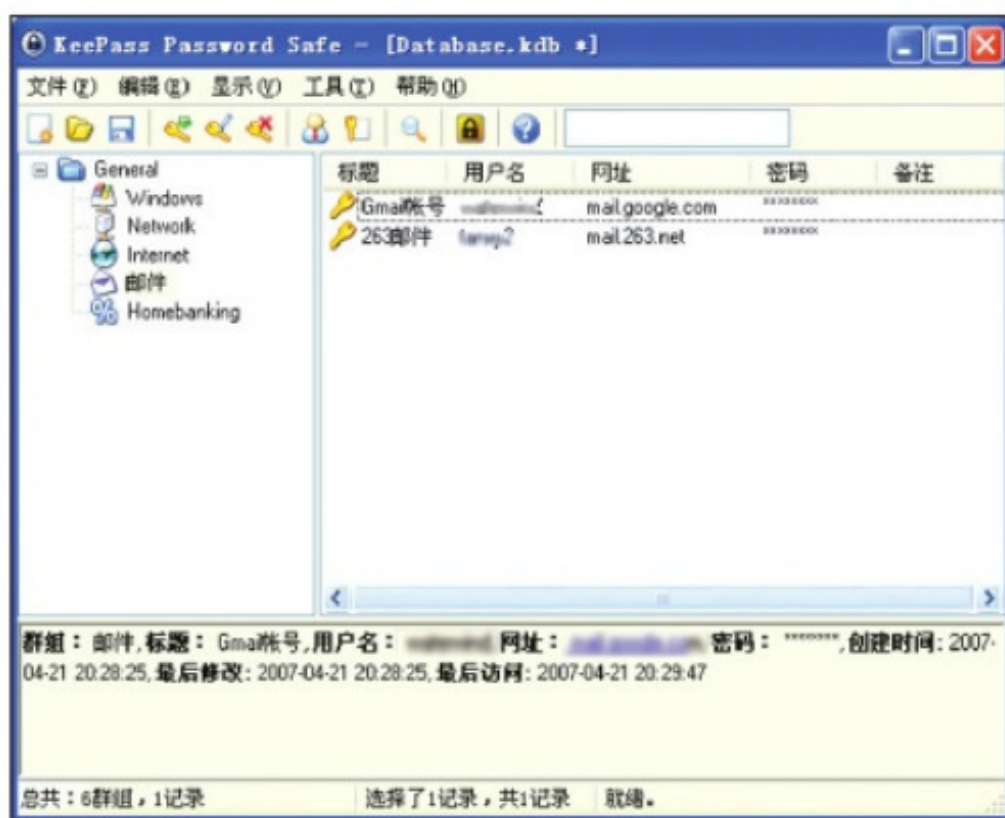 KeePass Password Safe - [Database.kdb *]
文件(F) 编辑(E) 显示(V) 工具(T) 帮助(H)
General
Windows
Network
Internet
邮件
Homebanking
标题 用户名 网址 密码 备注
Gmail帐号 mail.google.com ********
263邮件 mail.263.net ********
群组: 邮件, 标题: Gmail帐号, 用户名: 网址: 密码: ********, 创建时间: 2007-
04-21 20:28:25, 最后修改: 2007-04-21 20:28:25, 最后访问: 2007-04-21 20:29:47
总共:6群组,1记录 选择了1记录,共1记录 就绪。